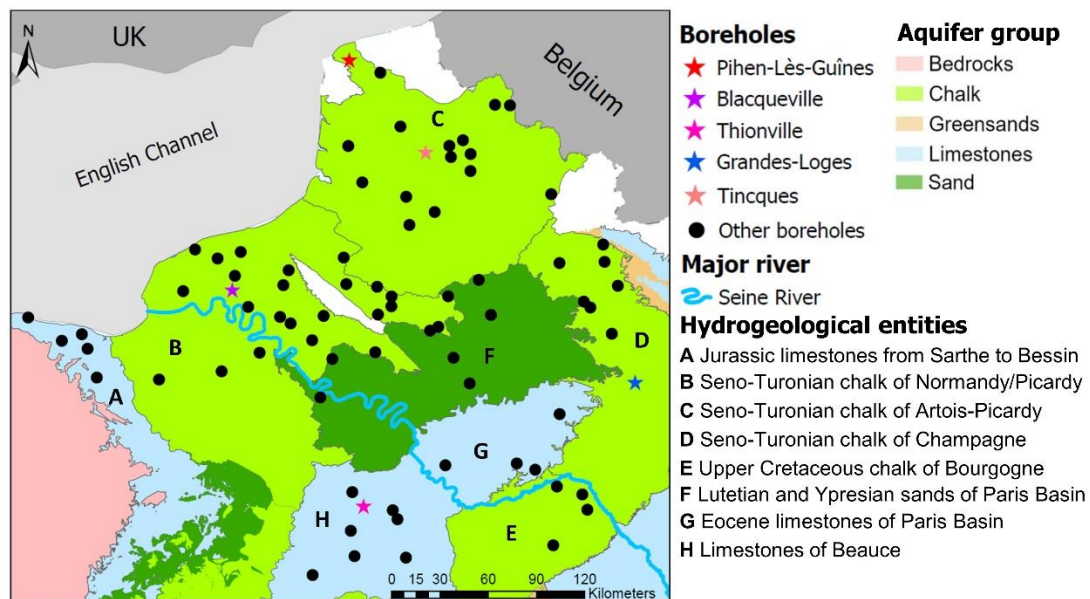 N
UK
Belgium
English Channel
C
B
A
D
F
G
H
E
0 15 30 60 90 120
Kilometers
Boreholes
Pihen-Lès-Guînes
Blacqueville
Thionville
Grandes-Loges
Tincques
Other boreholes
Major river
Seine River
Aquifer group
Bedrocks
Chalk
Greensands
Limestones
Sand
Hydrogeological entities
A Jurassic limestones from Sarthe to Bessin
B Seno-Turonian chalk of Normandy/Picardy
C Seno-Turonian chalk of Artois-Picardy
D Seno-Turonian chalk of Champagne
E Upper Cretaceous chalk of Bourgogne
F Lutetian and Ypresian sands of Paris Basin
G Eocene limestones of Paris Basin
H Limestones of Beauce